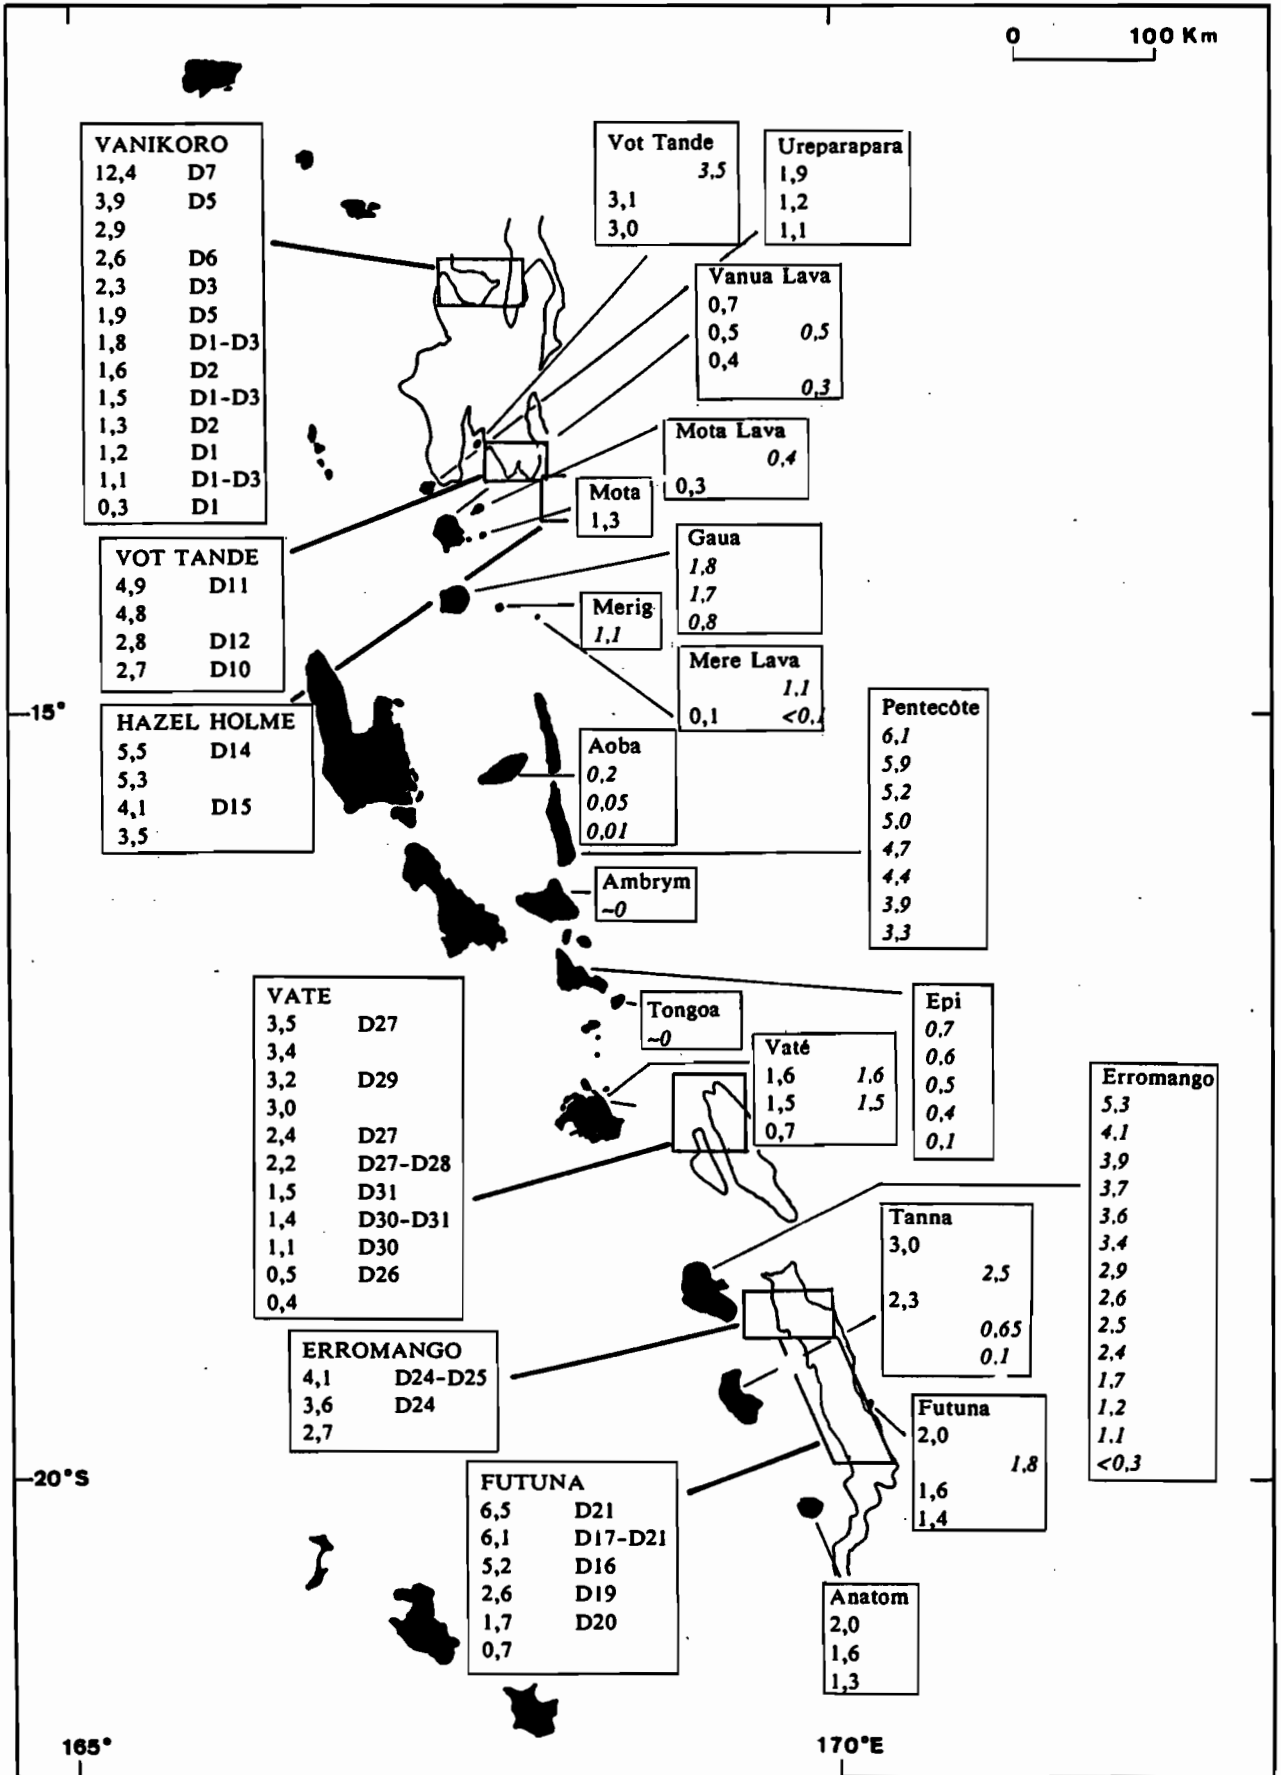 0 100 Km
VANIKORO
12,4 D7
3,9 D5
2,9
2,6 D6
2,3 D3
1,9 D5
1,8 D1-D3
1,6 D2
1,5 D1-D3
1,3 D2
1,2 D1
1,1 D1-D3
0,3 D1
Vot Tande
3,5
3,1
3,0
Ureparapara
1,9
1,2
1,1
Vanua Lava
0,7
0,5 0,5
0,4
0,3
Mota Lava
0,4
0,3
Mota
1,3
VOT TANDE
4,9 D11
4,8
2,8 D12
2,7 D10
Gaua
1,8
1,7
0,8
Merig
1,1
Mere Lava
1,1
0,1 <0,1
15°
HAZEL HOLME
5,5 D14
5,3
4,1 D15
3,5
Aoba
0,2
0,05
0,01
Pentecôte
6,1
5,9
5,2
5,0
4,7
4,4
3,9
3,3
Ambrym
~0
VATE
3,5 D27
3,4
3,2 D29
3,0
2,4 D27
2,2 D27-D28
1,5 D31
1,4 D30-D31
1,1 D30
0,5 D26
0,4
Tongoa
~0
Epi
0,7
0,6
0,5
0,4
0,1
Vaté
1,6 1,6
1,5 1,5
0,7
Erromango
5.3
4,1
3,9
3,7
3,6
3,4
2,9
2,6
2,5
2,4
1,7
1,2
1.1
<0,3
Tanna
3,0
2,5
2,3
0,65
0.1
ERROMANGO
4,1 D24-D25
3,6 D24
2,7
Futuna
2,0
1,8
1,6
1,4
20°S
FUTUNA
6,5 D21
6,1 D17-D21
5,2 D16
2,6 D19
1,7 D20
0,7
Anatom
2,0
1,6
1,3
165° 170°E